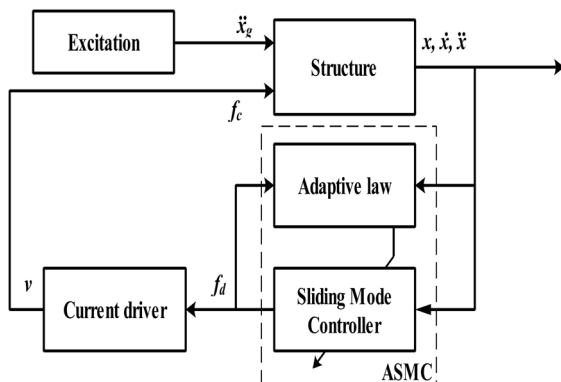 Excitation
ẍg
Structure
x, ẋ, ẍ
fc
Adaptive law
v
Current driver
fd
Sliding Mode
Controller
ASMC